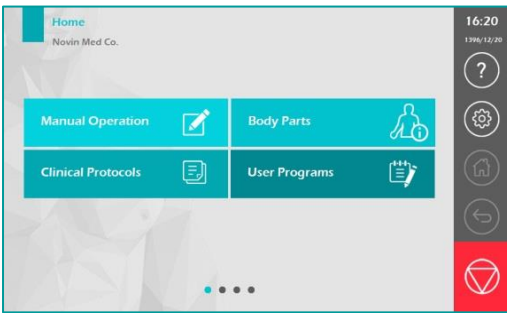 Home
Novin Med Co.
16:20
1396/12/20
?
Manual Operation
Body Parts
Clinical Protocols
User Programs